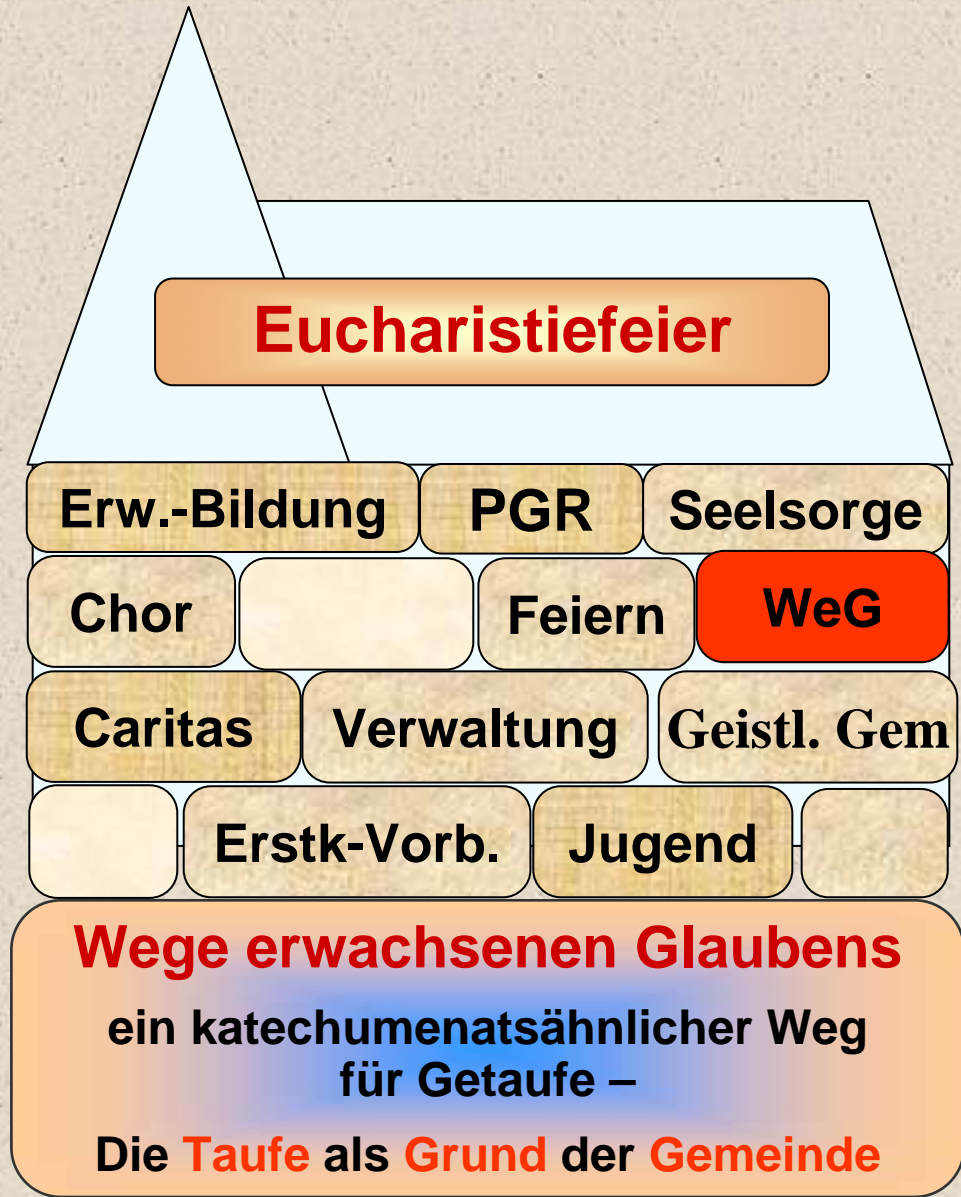 Eucharistiefeier
Erw.-Bildung PGR Seelsorge
Chor Feiern WeG
Caritas Verwaltung Geistl. Gem
Erstk-Vorb. Jugend
Wege erwachsenen Glaubens
ein katechumenatsähnlicher Weg
für Getaufe –
Die Taufe als Grund der Gemeinde